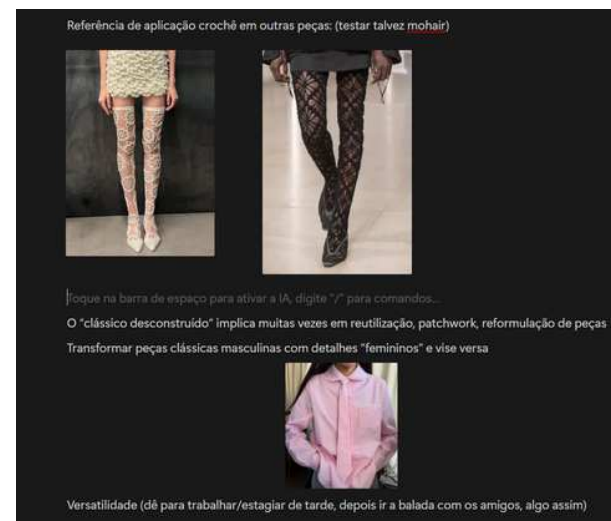 Referência de aplicação crochê em outras peças: (testar talvez mohair)
Toque na barra de espaço para ativar a IA, digite "/" para comandos...
O "clássico desconstruído" implica muitas vezes em reutilização, patchwork, reformulação de peças
Transformar peças clássicas masculinas com detalhes "femininos" e vise versa
Versatilidade (dê para trabalhar/estagiar de tarde, depois ir a balada com os amigos, algo assim)